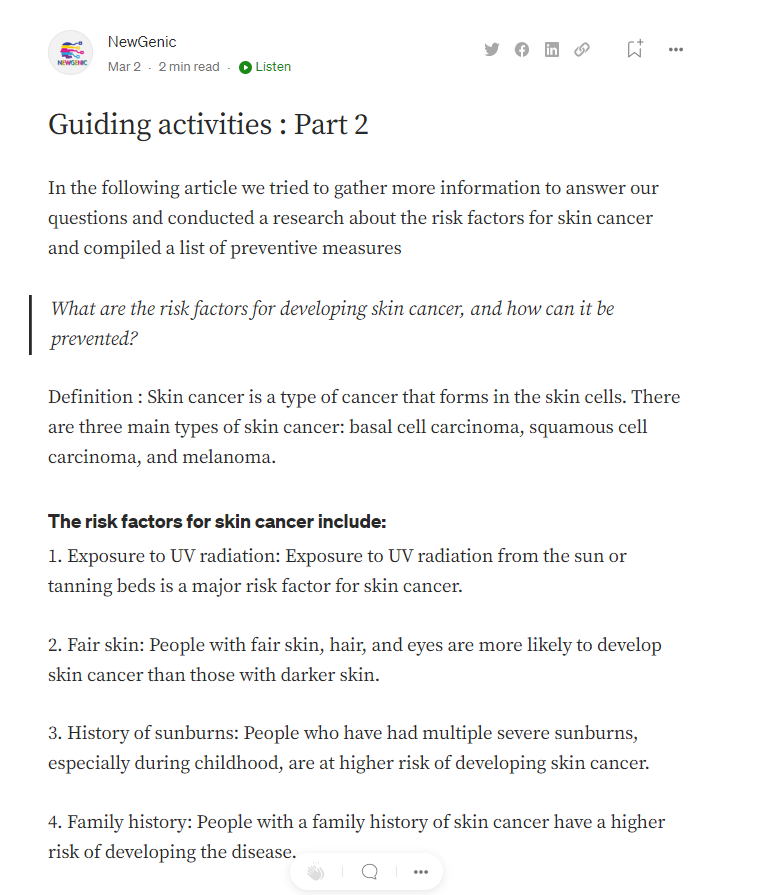 NewGenic
NEWGENIC
Mar 2 · 2 min read · Listen
Guiding activities : Part 2
In the following article we tried to gather more information to answer our
questions and conducted a research about the risk factors for skin cancer
and compiled a list of preventive measures
What are the risk factors for developing skin cancer, and how can it be
prevented?
Definition : Skin cancer is a type of cancer that forms in the skin cells. There
are three main types of skin cancer: basal cell carcinoma, squamous cell
carcinoma, and melanoma.
The risk factors for skin cancer include:
1. Exposure to UV radiation: Exposure to UV radiation from the sun or
tanning beds is a major risk factor for skin cancer.
2. Fair skin: People with fair skin, hair, and eyes are more likely to develop
skin cancer than those with darker skin.
3. History of sunburns: People who have had multiple severe sunburns,
especially during childhood, are at higher risk of developing skin cancer.
4. Family history: People with a family history of skin cancer have a higher
risk of developing the disease.